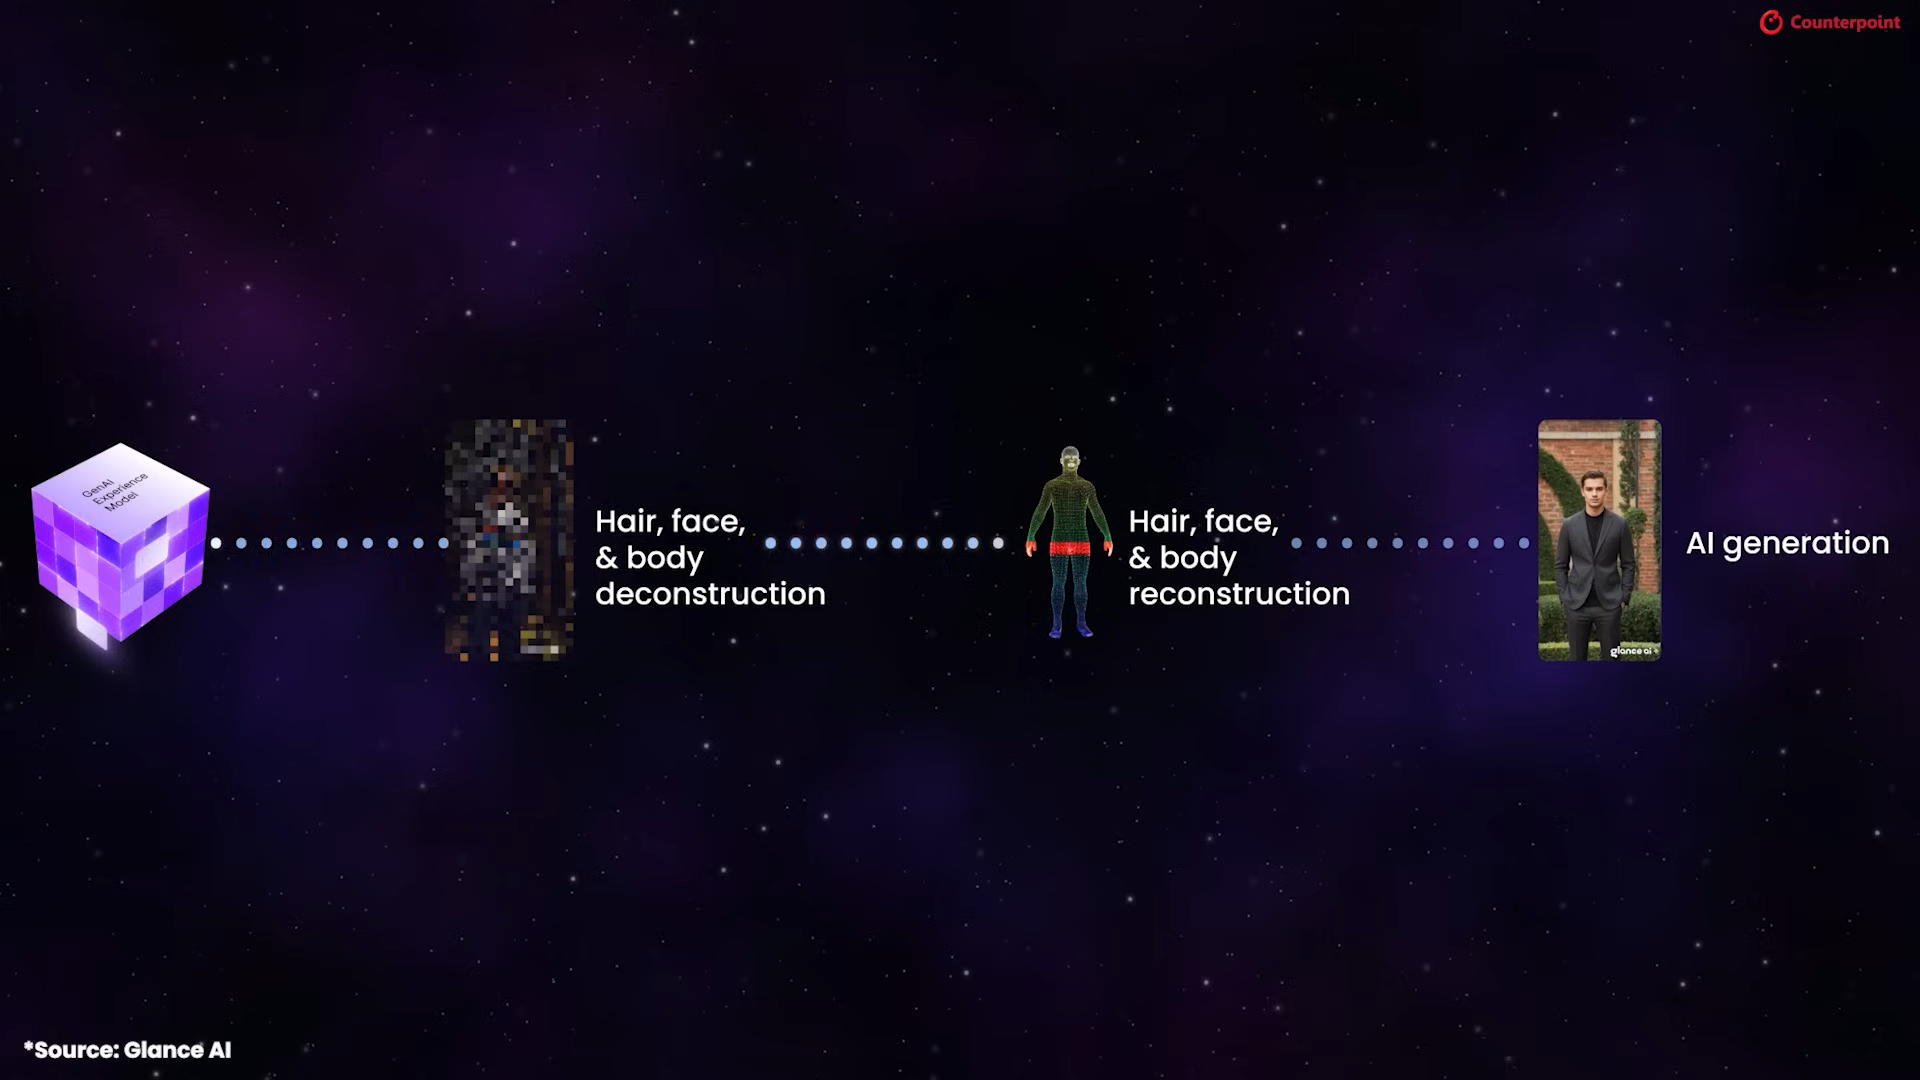 Counterpoint
GenAI
Experience
Model
Hair, face,
& body
deconstruction
Hair, face,
& body
reconstruction
glance ai
AI generation
*Source: Glance AI